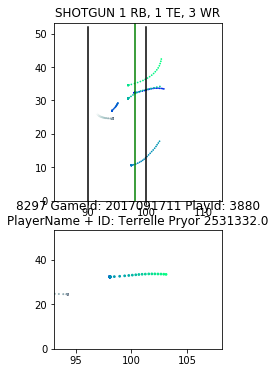 SHOTGUN 1 RB, 1 TE, 3 WR
50
40
30
20
10
0
90 100 110
8297 GameId: 2017091711 PlayId: 3880
PlayerName + ID: Terrelle Pryor 2531332.0
40
20
0
95 100 105